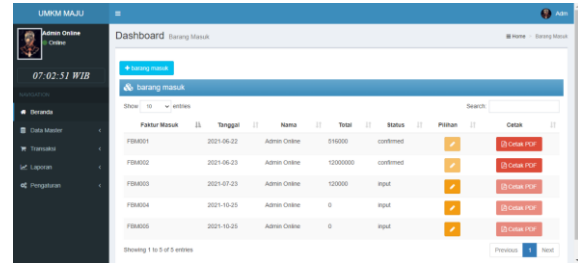 UMKM MAJU
Adm
Admin Online
Online
Dashboard Barang Masuk
Home Barang Masuk
07:02:51 WIB
+ barang masuk
NAVIGATION
barang masuk
Beranda
Show 10 entries
Search
Data Master
Faktur Masuk Tanggal Nama Total Status Pilihan Cetak
Transaksi
FBM001 2021-06-22 Admin Online 516000 confirmed Cetak PDF
Laporan
FBM002 2021-06-23 Admin Online 12000000 confirmed Cetak PDF
Pengaturan
FBM003 2021-07-23 Admin Online 120000 input Cetak PDF
FBM004 2021-10-25 Admin Online 0 input Cetak PDF
FBM005 2021-10-25 Admin Online 0 input Cetak PDF
Showing 1 to 5 of 5 entries
Previous 1 Next